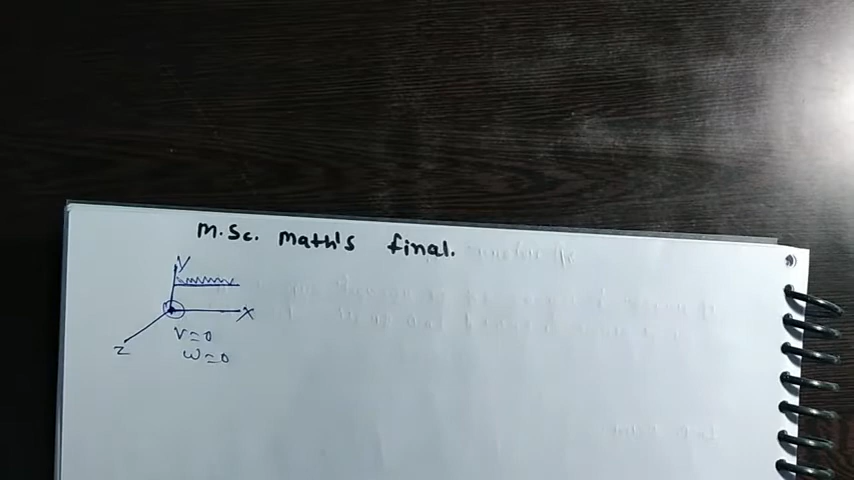 M.Sc. Math's final.
Y
X
Z
V=0
W=0